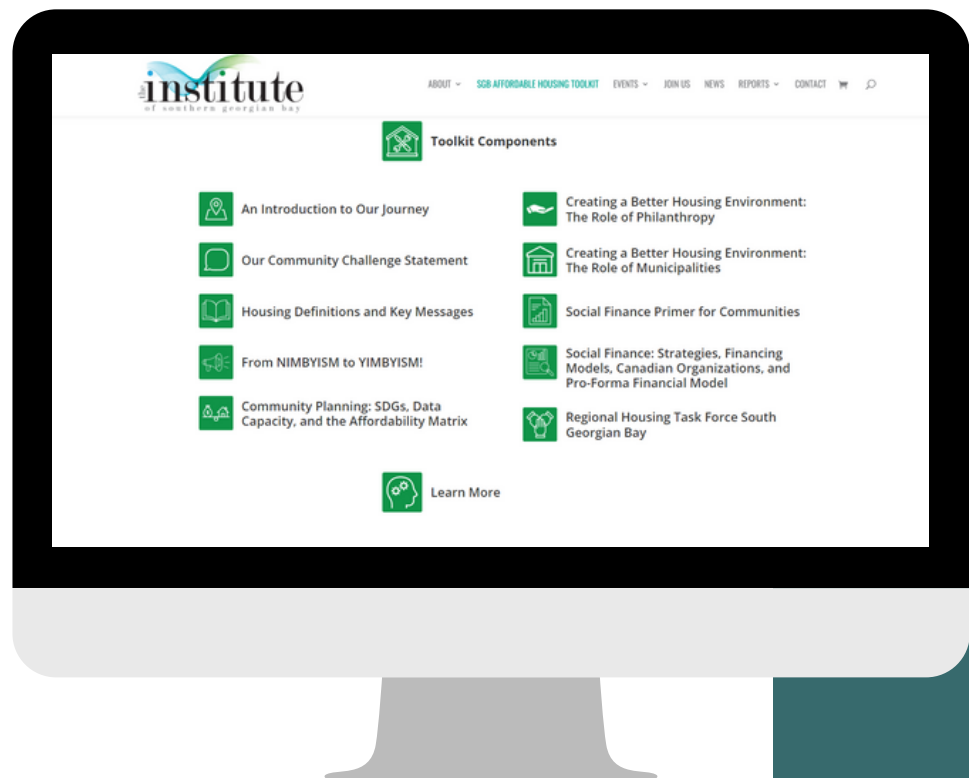 the institute
of southern georgian bay
ABOUT
SGB AFFORDABLE HOUSING TOOLKIT
EVENTS
JOIN US
NEWS
REPORTS
CONTACT
Toolkit Components
An Introduction to Our Journey
Our Community Challenge Statement
Housing Definitions and Key Messages
From NIMBYISM to YIMBYISM!
Community Planning: SDGs, Data
Capacity, and the Affordability Matrix
Creating a Better Housing Environment:
The Role of Philanthropy
Creating a Better Housing Environment:
The Role of Municipalities
Social Finance Primer for Communities
Social Finance: Strategies, Financing
Models, Canadian Organizations, and
Pro-Forma Financial Model
Regional Housing Task Force South
Georgian Bay
Learn More